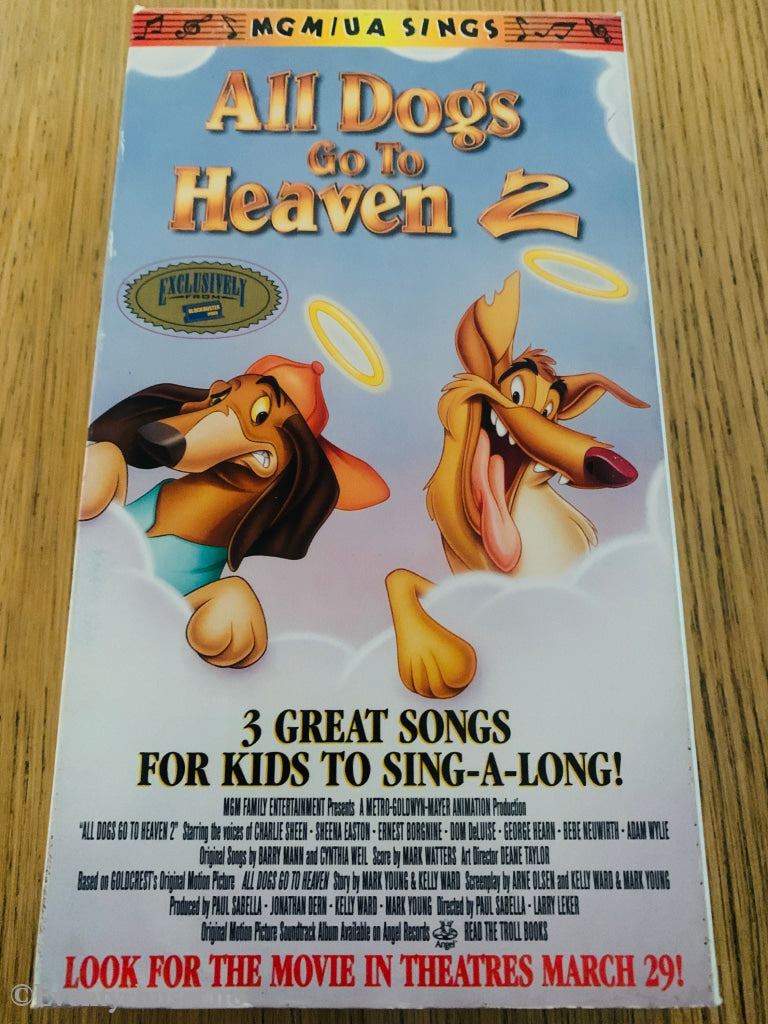 MGM/UA SINGS
All Dogs
Go To
Heaven 2
EXCLUSIVELY
FROM
BLOCKBUSTER
VIDEO
3 GREAT SONGS
FOR KIDS TO SING-A-LONG!
MGM FAMILY ENTERTAINMENT Presents A METRO-GOLDWYN-MAYER ANIMATION Production
"ALL DOGS GO TO HEAVEN 2" Starring the voices of CHARLIE SHEEN • SHEENA EASTON • ERNEST BORGNINE • DOM DeLUISE • GEORGE HEARN • BEBE NEUWIRTH • ADAM WYLIE
Original Songs by BARRY MANN and CYNTHIA WEIL Score by MARK WATTERS Art Director DEANE TAYLOR
Based on GOLDCREST's Original Motion Picture ALL DOGS GO TO HEAVEN Story by MARK YOUNG & KELLY WARD Screenplay by ARNE OLSEN and KELLY WARD & MARK YOUNG
Produced by PAUL SABELLA • JONATHAN DERN • KELLY WARD • MARK YOUNG Directed by PAUL SABELLA • LARRY LEKER
Original Motion Picture Soundtrack Album Available on Angel Records Angel READ THE TROLL BOOKS
LOOK FOR THE MOVIE IN THEATRES MARCH 29!